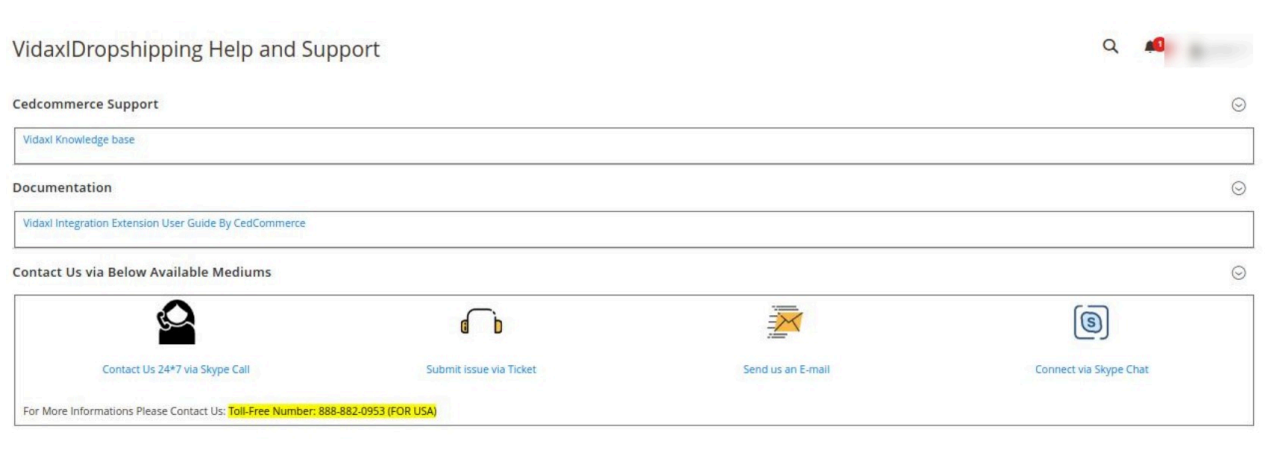 VidaxlDropshipping Help and Support
1
Cedcommerce Support
Vidaxl Knowledge base
Documentation
Vidaxl Integration Extension User Guide By CedCommerce
Contact Us via Below Available Mediums
S
Contact Us 24*7 via Skype Call
Submit issue via Ticket
Send us an E-mail
Connect via Skype Chat
For More Informations Please Contact Us: Toll-Free Number: 888-882-0953 (FOR USA)